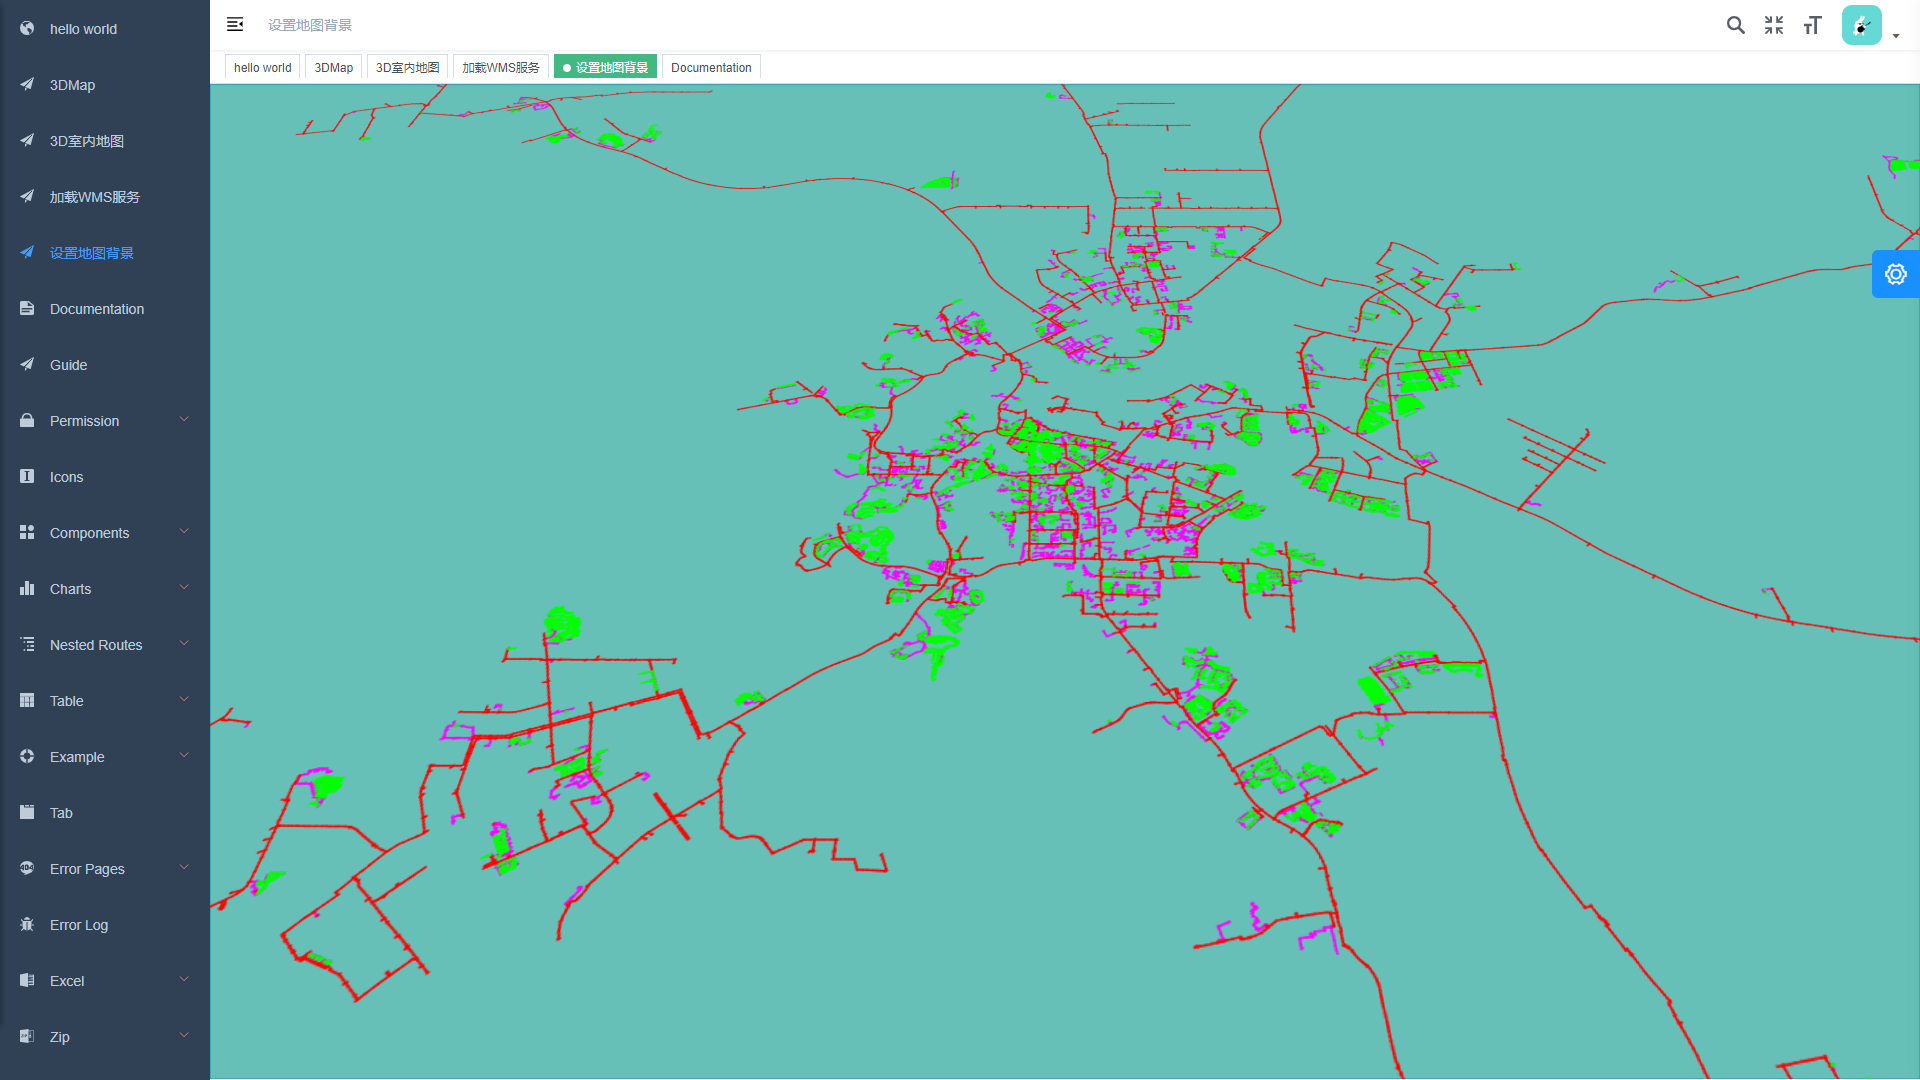 hello world
3DMap
3D室内地图
加载WMS服务
设置地图背景
Documentation
Guide
Permission
Icons
Components
Charts
Nested Routes
Table
Example
Tab
Error Pages
Error Log
Excel
Zip
设置地图背景
hello world
3DMap
3D室内地图
加载WMS服务
设置地图背景
Documentation